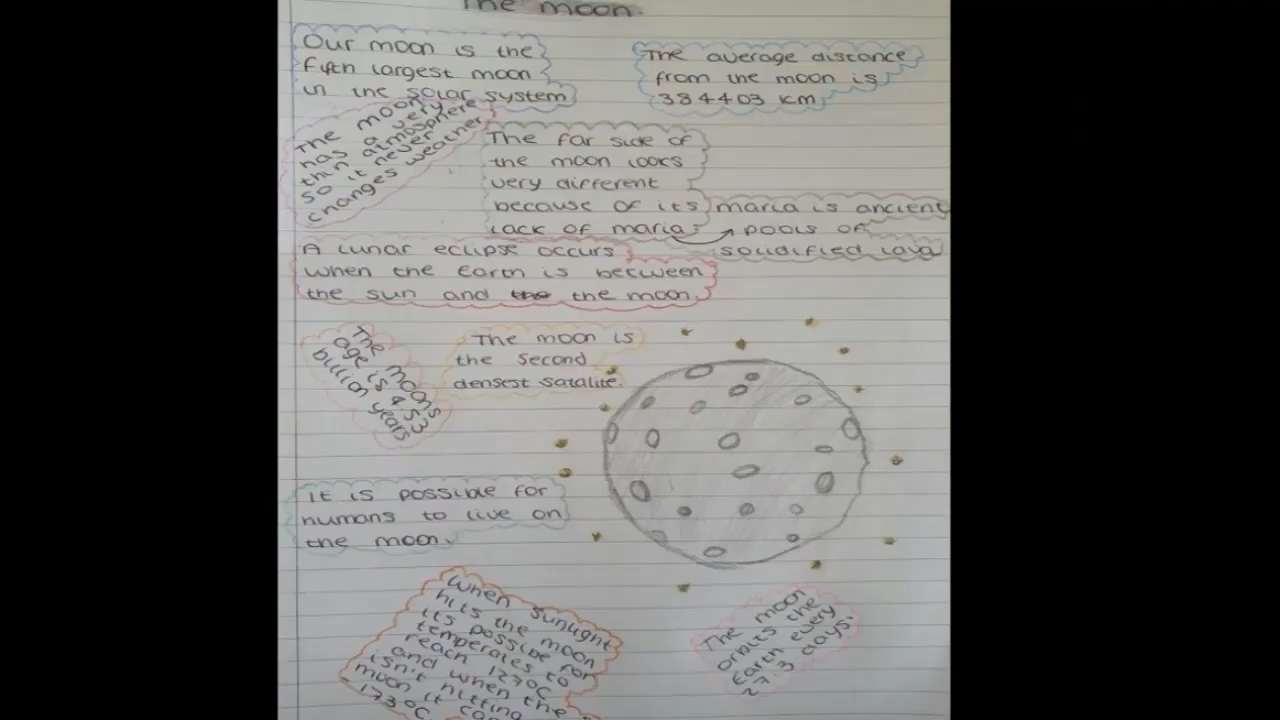 The moon.
Our moon is the
fifth largest moon
in the solar system
The average distance
from the moon is
384403 km
The moon
has a very
thin atmosphere
so it never
changes weather
The far side of
the moon looks
very different
because of its
lack of maria
maria is ancient
pools of
solidified lava
A lunar eclipse occurs
when the Earth is between
the sun and the the moon.
The moons
age is 4.53
billion years
The moon is
the second
densest satalite.
It is possible for
humans to live on
the moon.
When sunlight
hits the moon
its possible for
temperates to
reach 127°C
and when the
isn't hitting
moon it can
-173°C
The moon
orbits the
Earth every
27.3 days.